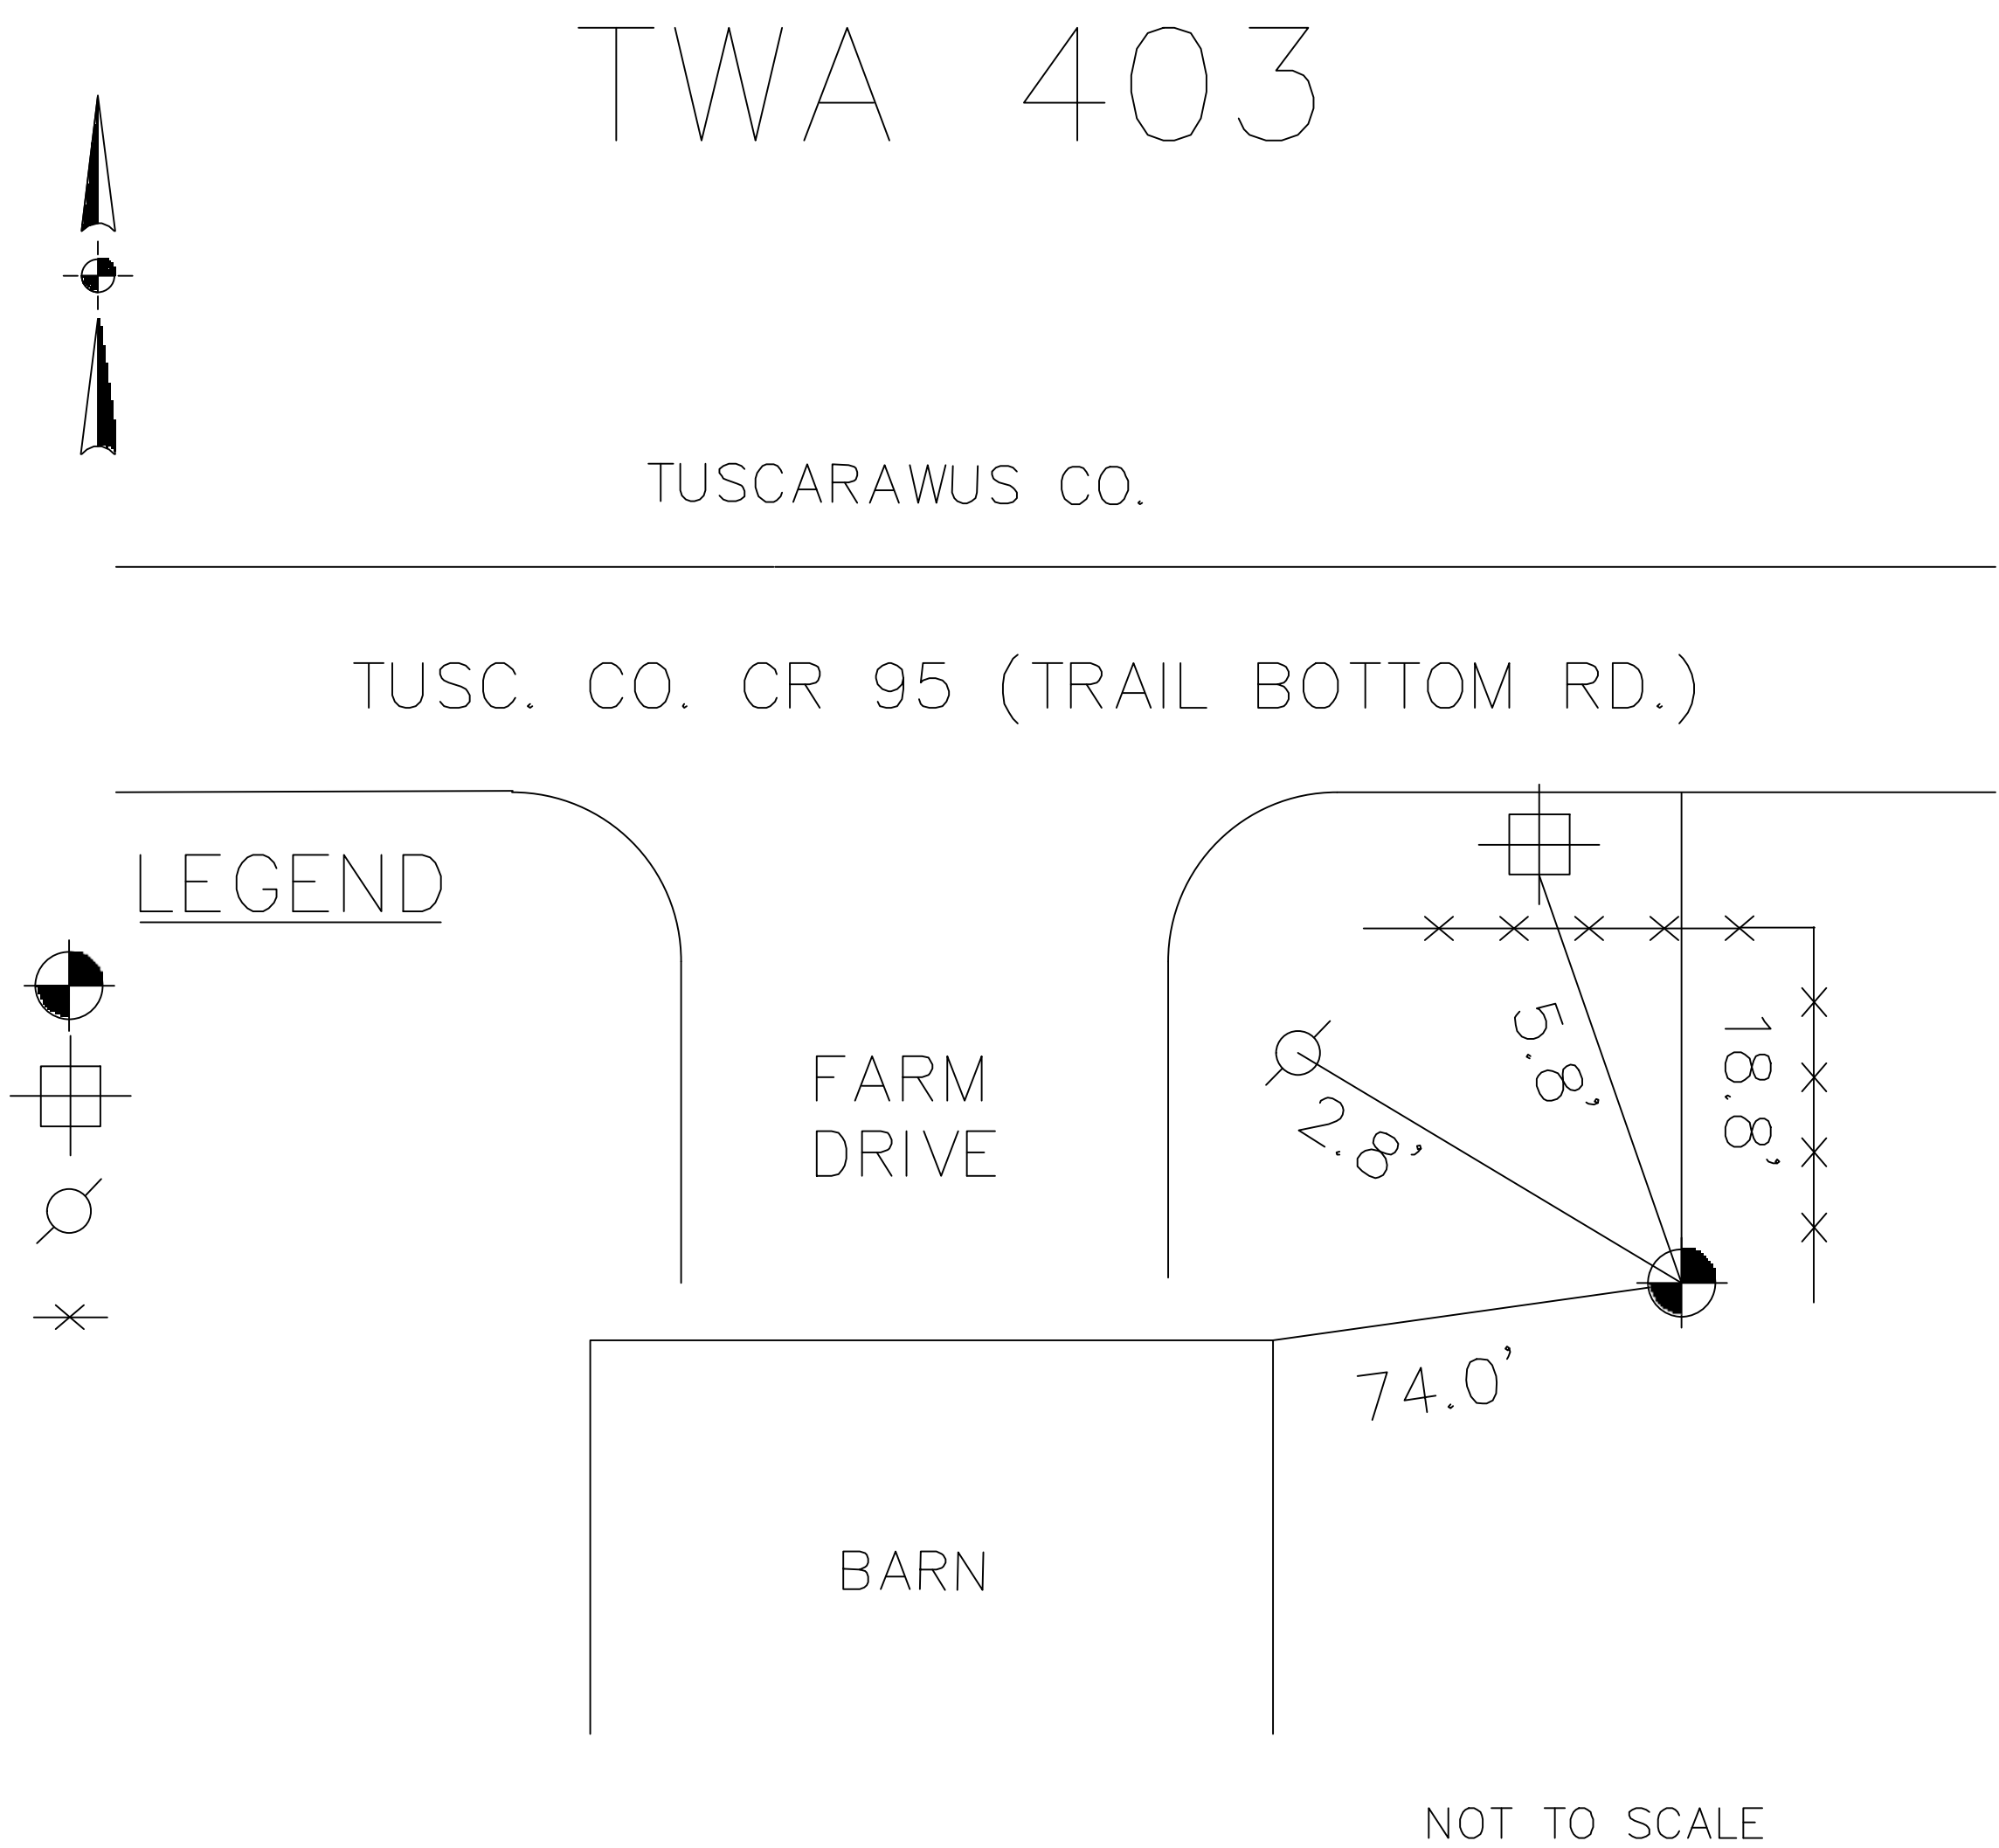 TWA 403
TUSCARAWUS CO.
TUSC. CO. CR 95 (TRAIL BOTTOM RD.)
LEGEND
FARM
DRIVE
5.8'
18.8'
2.8'
74.0'
BARN
NOT TO SCALE